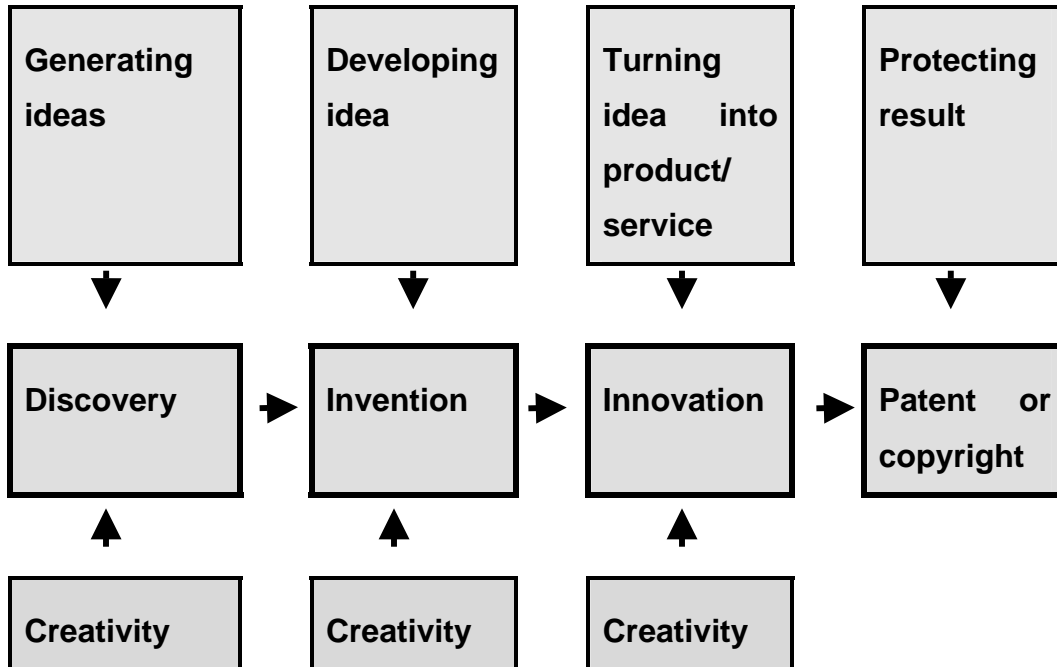 Generating
ideas
Developing
idea
Turning
idea into
product/
service
Protecting
result
Discovery
Invention
Innovation
Patent or
copyright
Creativity
Creativity
Creativity